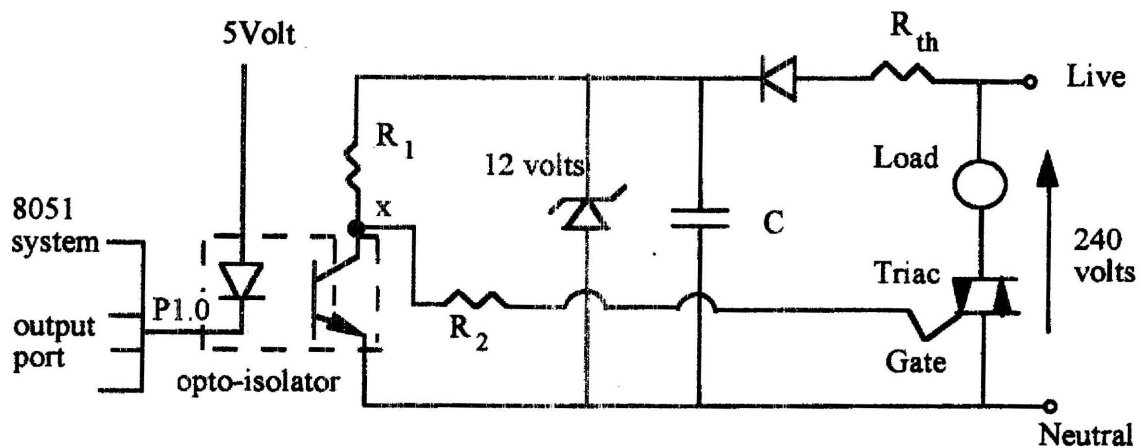 5Volt
R th
Live
R 1
12 volts
Load
8051
system
x
C
240
volts
Triac
P1.0
output
port
R 2
Gate
opto-isolator
Neutral